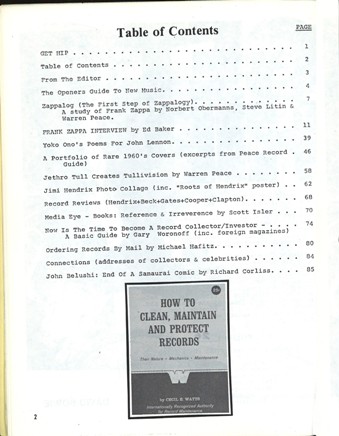 Table of Contents
PAGE
GET HIP . . . . . . . . . . . . . . . . . . . . . . . . . . . 1
Table of Contents . . . . . . . . . . . . . . . . . . . . . . 2
From The Editor . . . . . . . . . . . . . . . . . . . . . . . 3
The Openers Guide To New Music. . . . . . . . . . . . . . . . 4
Zappalog (The First Step of Zappalogy). . . . . . . . . . . . 7
A study of Frank Zappa by Norbert Obermanns, Steve Litin &
Warren Peace.
FRANK ZAPPA INTERVIEW by Ed Baker . . . . . . . . . . . . . . 11
Yoko Ono's Poems For John Lennon. . . . . . . . . . . . . . . 39
A Portfolio of Rare 1960's Covers (excerpts from Peace Record . 46
Guide)
Jethro Tull Creates Tullivision by Warren Peace . . . . . . . 58
Jimi Hendrix Photo Collage (inc. "Roots of Hendrix" poster) . . 62
Record Reviews (Hendrix+Beck+Gates+Cooper+Clapton). . . . . . 68
Media Eye - Books: Reference & Irreverence by Scott Isler . . . 70
How Is The Time To Become A Record Collector/Investor - . . . . 74
A Basic Guide by Gary Woronoff (inc. foreign magazines)
Ordering Records By Mail by Michael Hafitz. . . . . . . . . . 80
Connections (addresses of collectors & celebrities) . . . . . 84
John Belushi: End Of A Samaurai Comic by Richard Corliss. . . . 85
HOW TO
CLEAN, MAINTAIN
AND PROTECT
RECORDS
W
by CECIL E. WATTS
Internationally Recognized Authority
2